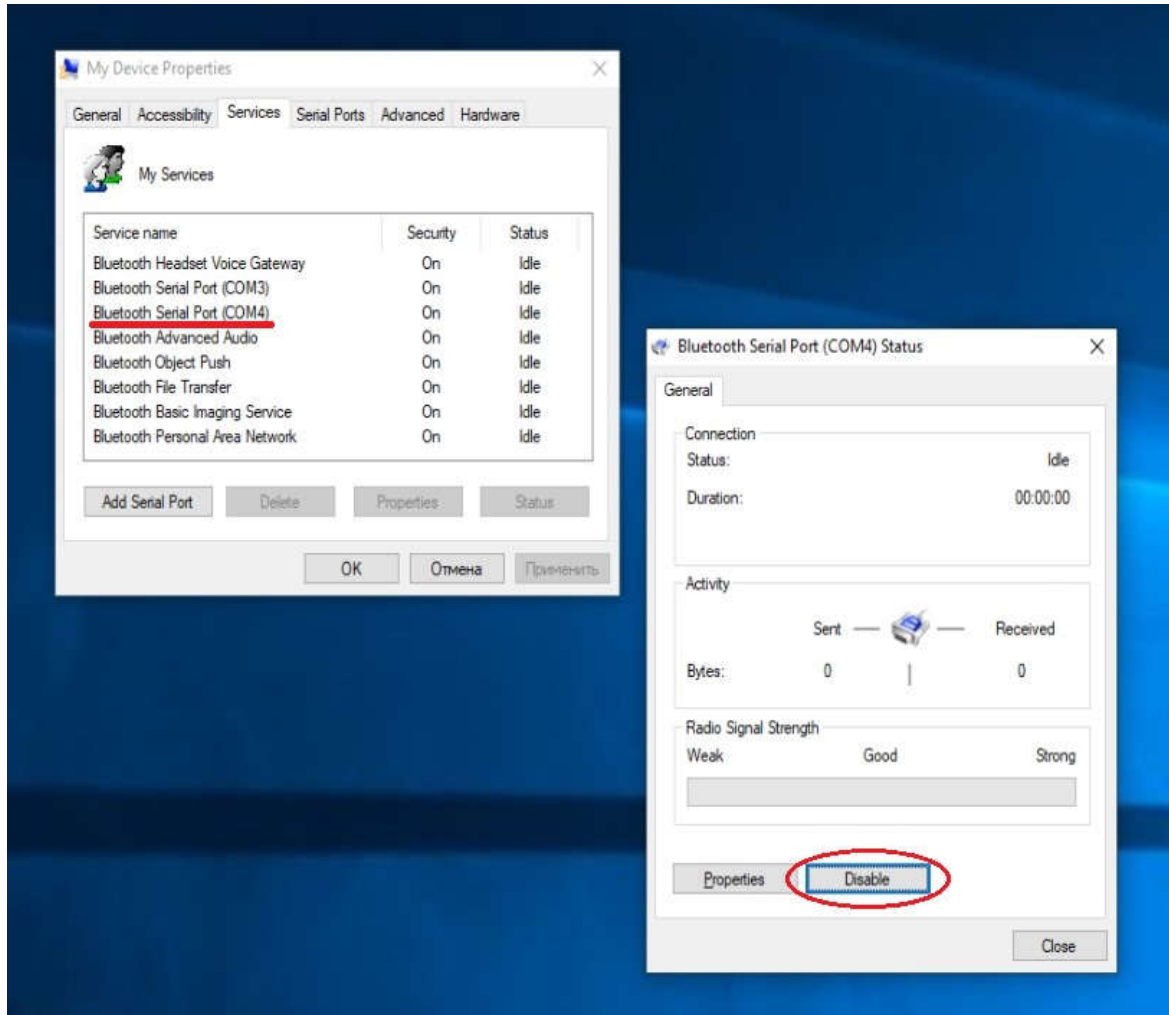 My Device Properties
General Accessibility Services Serial Ports Advanced Hardware
My Services
Service name Security Status
Bluetooth Headset Voice Gateway On Idle
Bluetooth Serial Port (COM3) On Idle
Bluetooth Serial Port (COM4) On Idle
Bluetooth Advanced Audio On Idle
Bluetooth Object Push On Idle
Bluetooth File Transfer On Idle
Bluetooth Basic Imaging Service On Idle
Bluetooth Personal Area Network On Idle
Add Serial Port Delete Properties Status
OK Отмена Применить
Bluetooth Serial Port (COM4) Status
General
Connection
Status: Idle
Duration: 00:00:00
Activity
Sent Received
Bytes: 0 0
Radio Signal Strength
Weak Good Strong
Properties Disable
Close